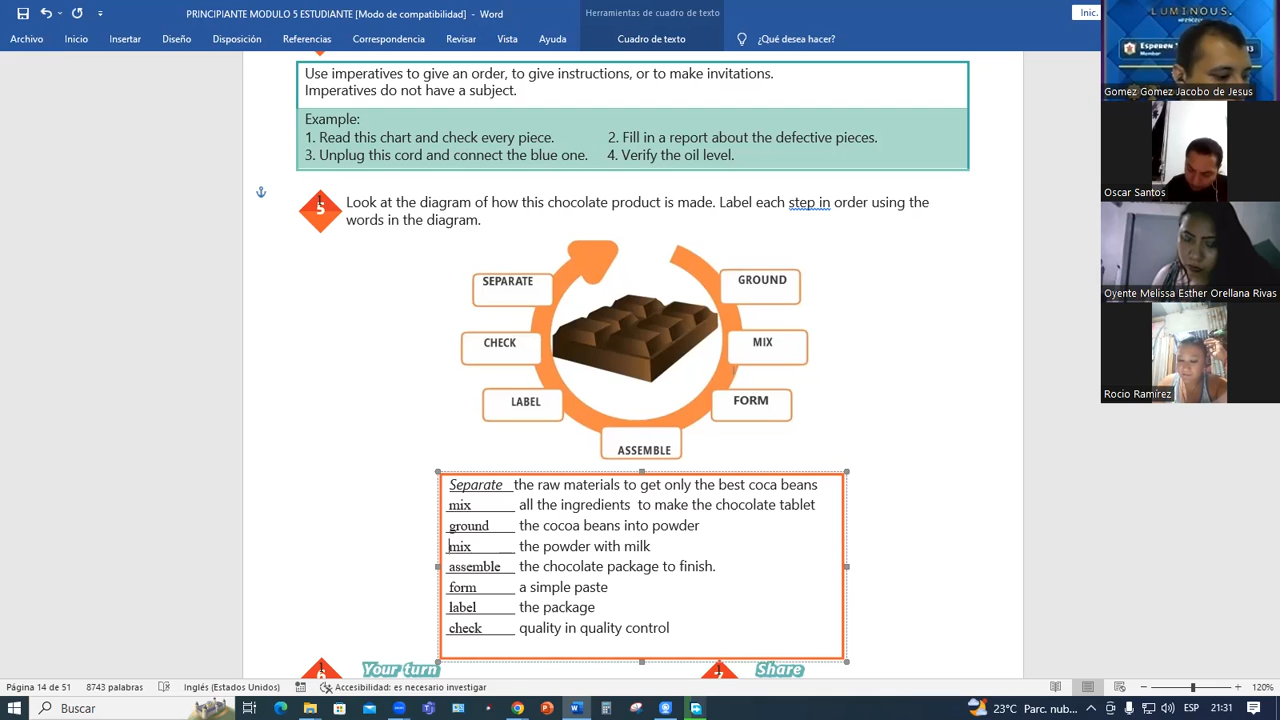 PRINCIPIANTE MODULO 5 ESTUDIANTE [Modo de compatibilidad] - Word
Herramientas de cuadro de texto
Inic.
Archivo Inicio Insertar Diseño Disposición Referencias Correspondencia Revisar Vista Ayuda Cuadro de texto ¿Qué desea hacer?
LUMINOUS.
Gomez Gomez Jacobo de Jesus
Oscar Santos
Oyente Melissa Esther Orellana Rivas
Rocio Ramírez
Use imperatives to give an order, to give instructions, or to make invitations.
Imperatives do not have a subject.
Example:
1. Read this chart and check every piece. 2. Fill in a report about the defective pieces.
3. Unplug this cord and connect the blue one. 4. Verify the oil level.
5 Look at the diagram of how this chocolate product is made. Label each step in order using the
words in the diagram.
SEPARATE
GROUND
CHECK
MIX
LABEL
FORM
ASSEMBLE
Separate the raw materials to get only the best coca beans
mix all the ingredients to make the chocolate tablet
ground the cocoa beans into powder
mix the powder with milk
assemble the chocolate package to finish.
form a simple paste
label the package
check quality in quality control
Your turn Share
Página 14 de 51 8743 palabras Inglés (Estados Unidos) Accesibilidad: es necesario investigar 120%
Buscar 23°C Parc. nub... ESP 21:31